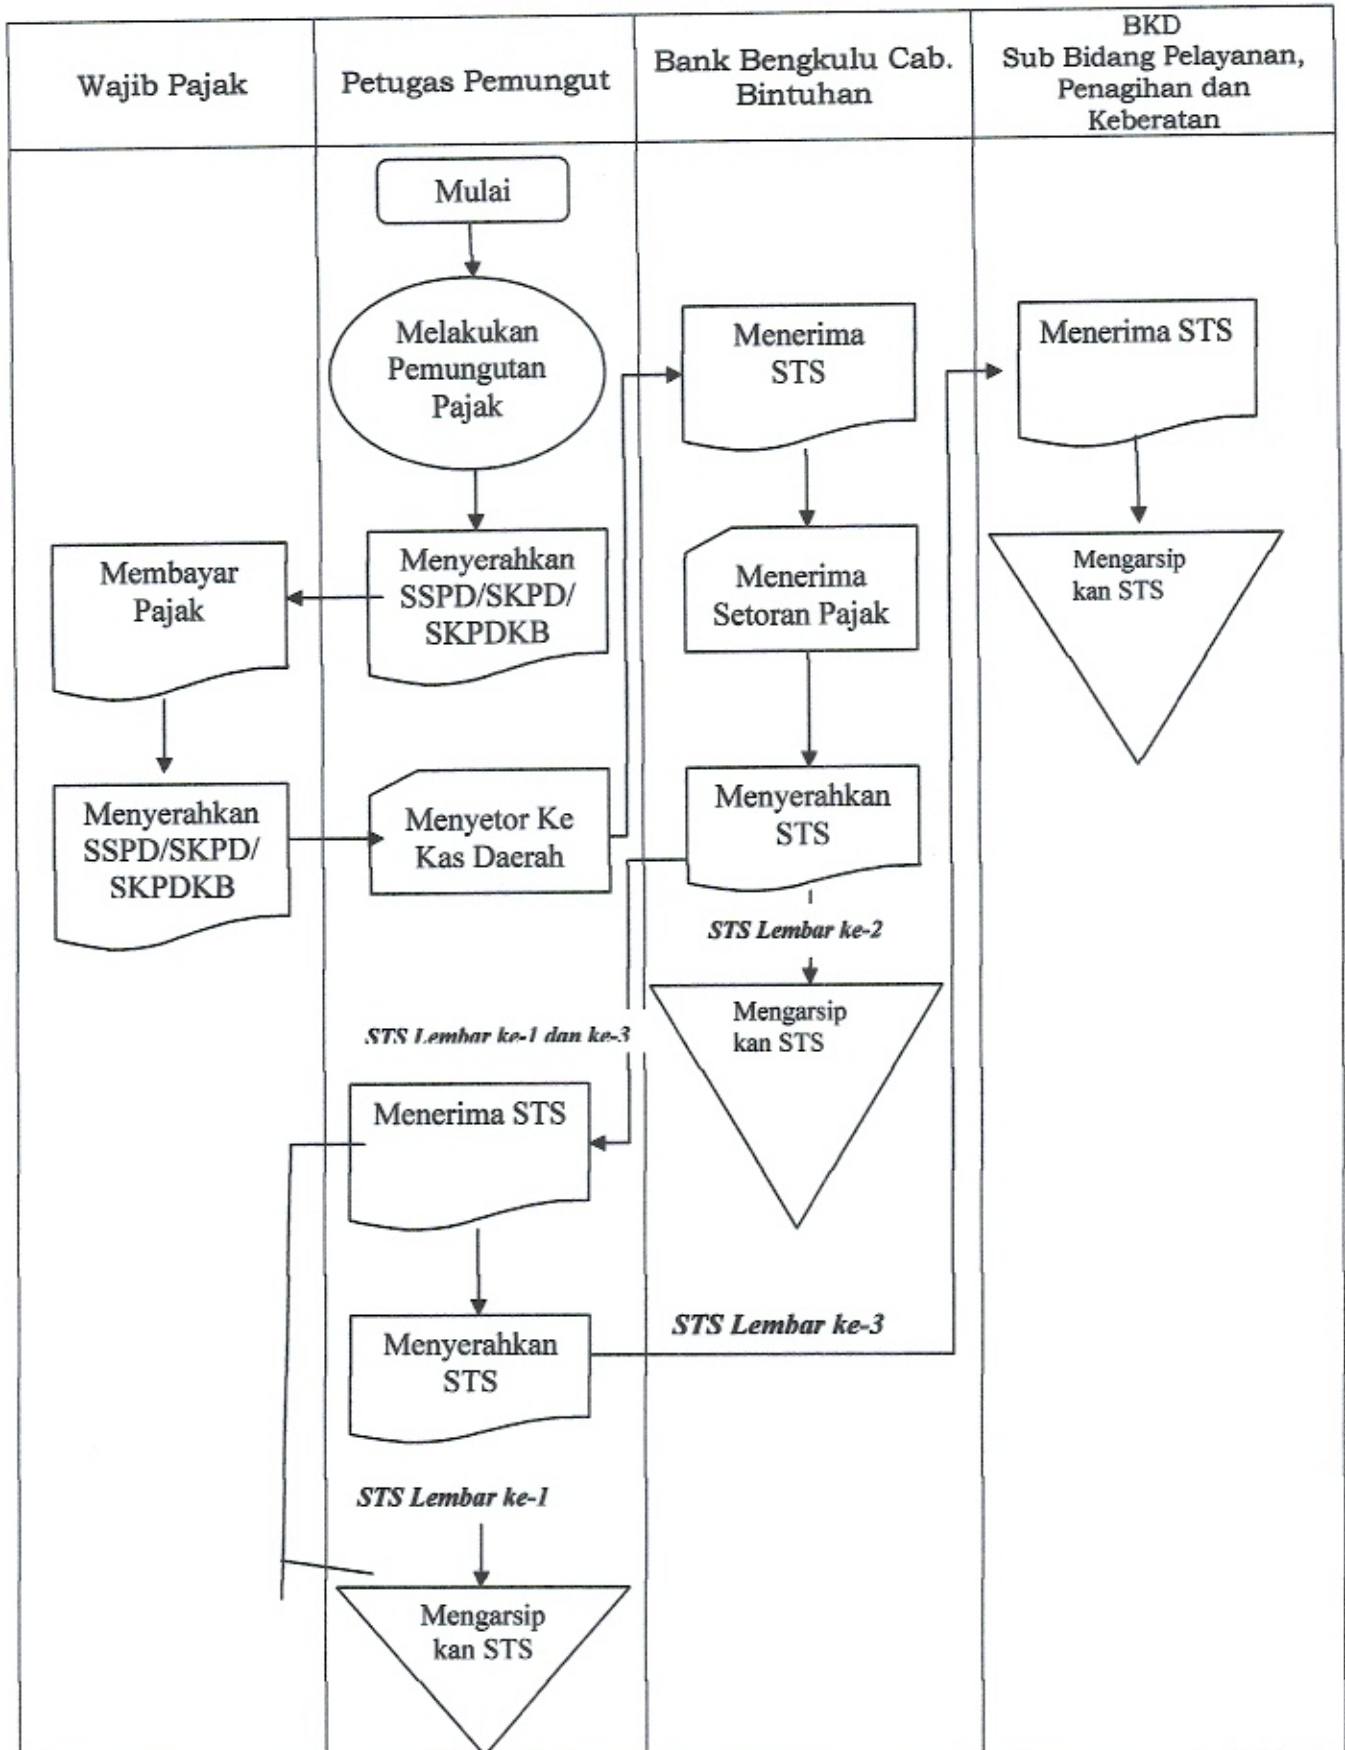 Wajib Pajak
Petugas Pemungut
Bank Bengkulu Cab.
Bintuhan
BKD
Sub Bidang Pelayanan,
Penagihan dan
Keberatan
Mulai
Melakukan
Pemungutan
Pajak
Menerima
STS
Menerima STS
Membayar
Pajak
Menyerahkan
SSPD/SKPD/
SKPDKB
Menerima
Setoran Pajak
Mengarsip
kan STS
Menyerahkan
SSPD/SKPD/
SKPDKB
Menyetor Ke
Kas Daerah
Menyerahkan
STS
STS Lembar ke-2
Mengarsip
kan STS
STS Lembar ke-1 dan ke-3
Menerima STS
Menyerahkan
STS
STS Lembar ke-3
STS Lembar ke-1
Mengarsip
kan STS